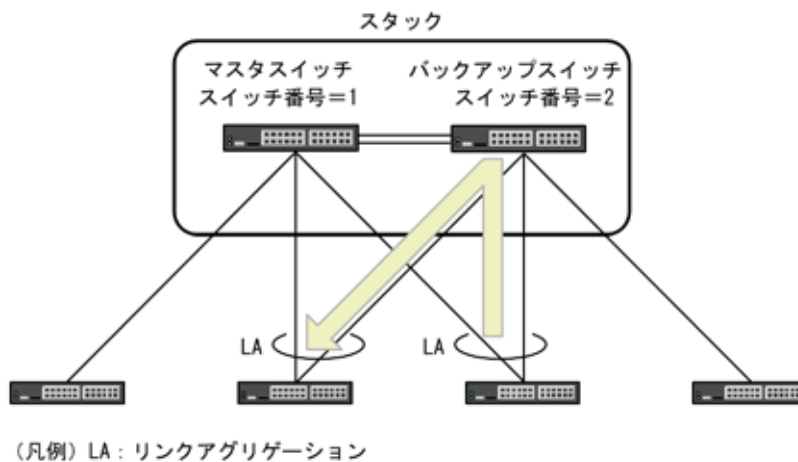 スタック
マスタスイッチ
スイッチ番号=1
バックアップスイッチ
スイッチ番号=2
LA
LA
(凡例) LA:リンクアグリゲーション